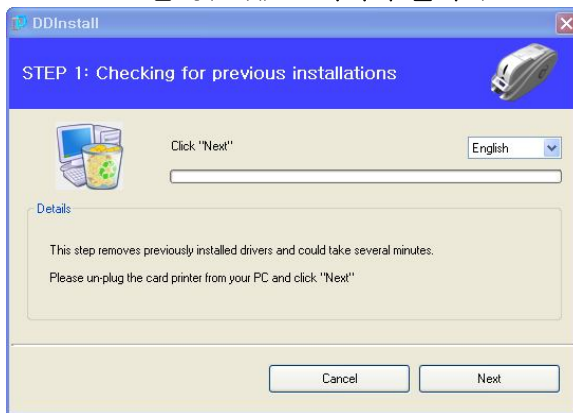 DDInstall
STEP 1: Checking for previous installations
Click "Next"
English
Details
This step removes previously installed drivers and could take several minutes.
Please un-plug the card printer from your PC and click "Next"
Cancel
Next